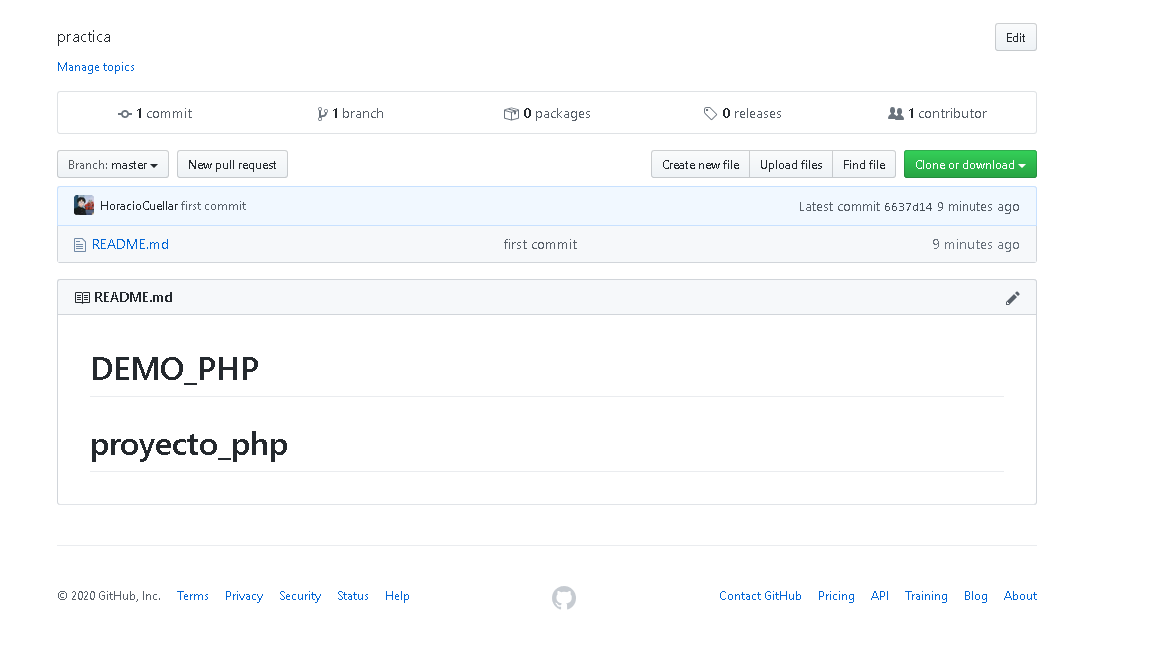 practica Edit
Manage topics
1 commit 1 branch 0 packages 0 releases 1 contributor
Branch: master New pull request Create new file Upload files Find file Clone or download
HoracioCuellar first commit Latest commit 6637d14 9 minutes ago
README.md first commit 9 minutes ago
README.md
DEMO_PHP
proyecto_php
© 2020 GitHub, Inc. Terms Privacy Security Status Help Contact GitHub Pricing API Training Blog About